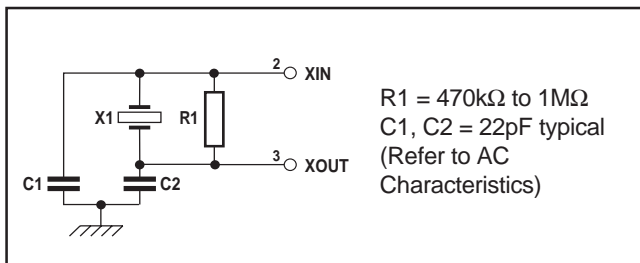 2 XIN
X1 R1
3 XOUT
C1 C2
R1 = 470kΩ to 1MΩ
C1, C2 = 22pF typical
(Refer to AC
Characteristics)